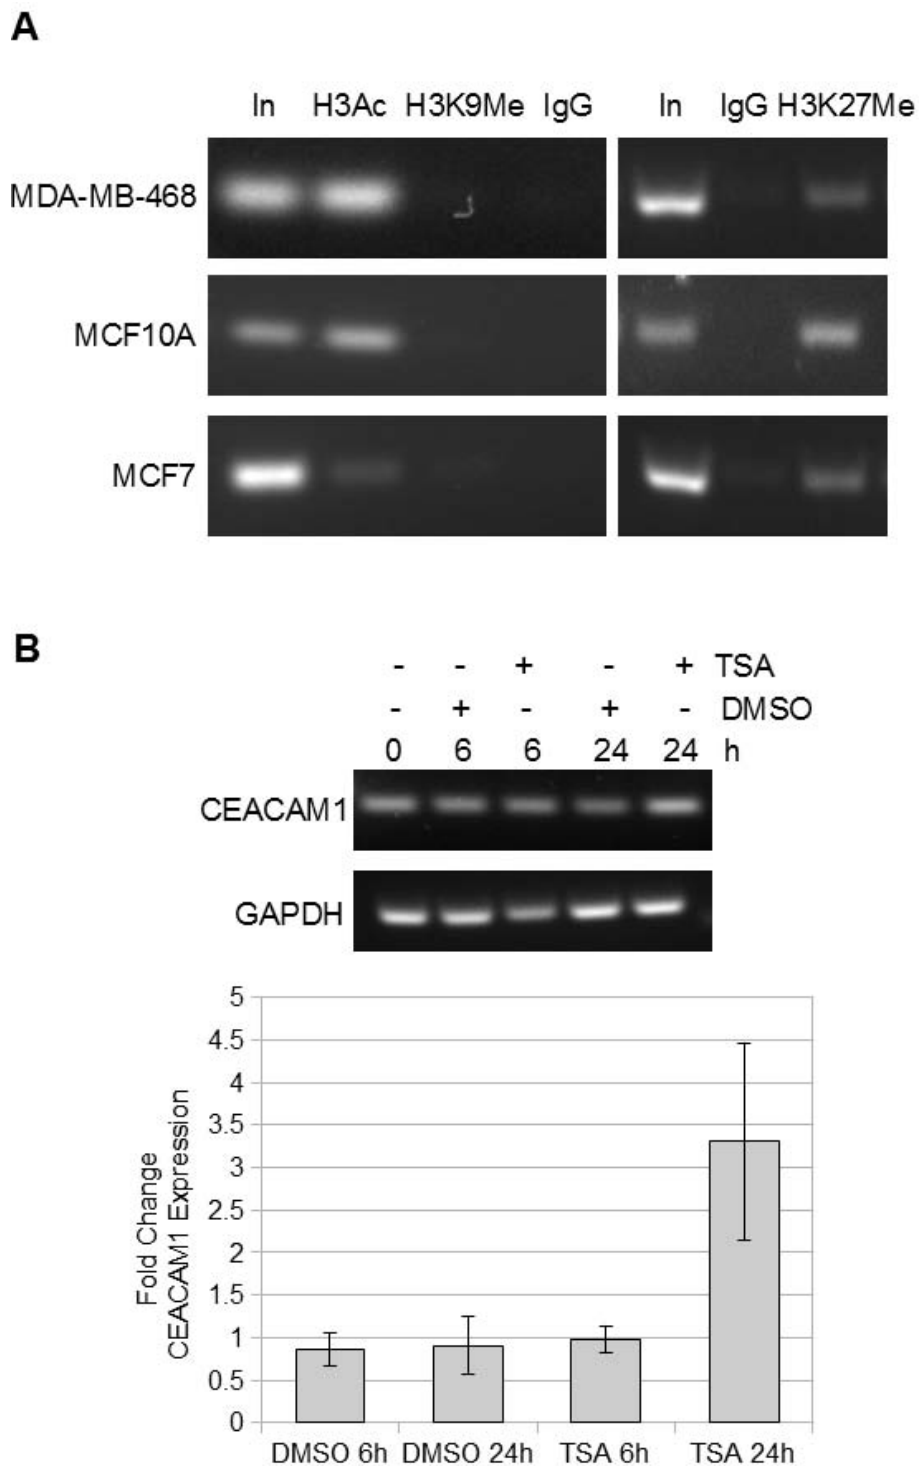 A
In H3Ac H3K9Me IgG In IgG H3K27Me
MDA-MB-468
MCF10A
MCF7
B
- - + - + TSA
- + - + - DMSO
0 6 6 24 24 h
CEACAM1
GAPDH
Fold Change
CEACAM1 Expression
5
4.5
4
3.5
3
2.5
2
1.5
1
0.5
0
DMSO 6h DMSO 24h TSA 6h TSA 24h